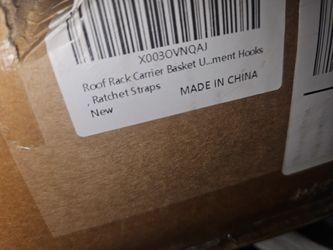 X003OVNQAJ
Roof Rack Carrier Basket U...ment Hooks
, Ratchet Straps
New
MADE IN CHINA